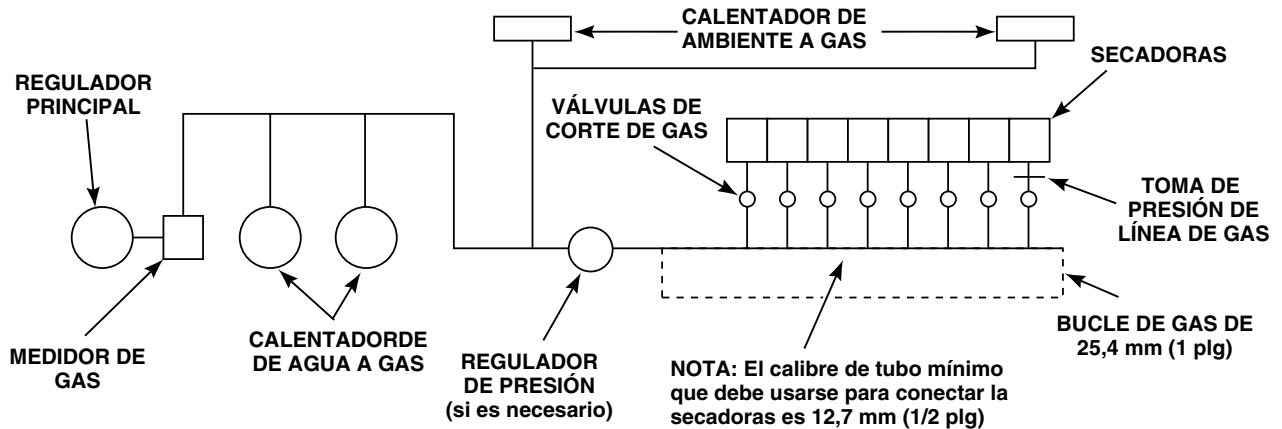 CALENTADOR DE
AMBIENTE A GAS
SECADORAS
REGULADOR
PRINCIPAL
VÁLVULAS DE
CORTE DE GAS
TOMA DE
PRESIÓN DE
LÍNEA DE GAS
MEDIDOR DE
GAS
CALENTADORDE
DE AGUA A GAS
REGULADOR
DE PRESIÓN
(si es necesario)
NOTA: El calibre de tubo mínimo
que debe usarse para conectar la
secadoras es 12,7 mm (1/2 plg)
BUCLE DE GAS DE
25,4 mm (1 plg)